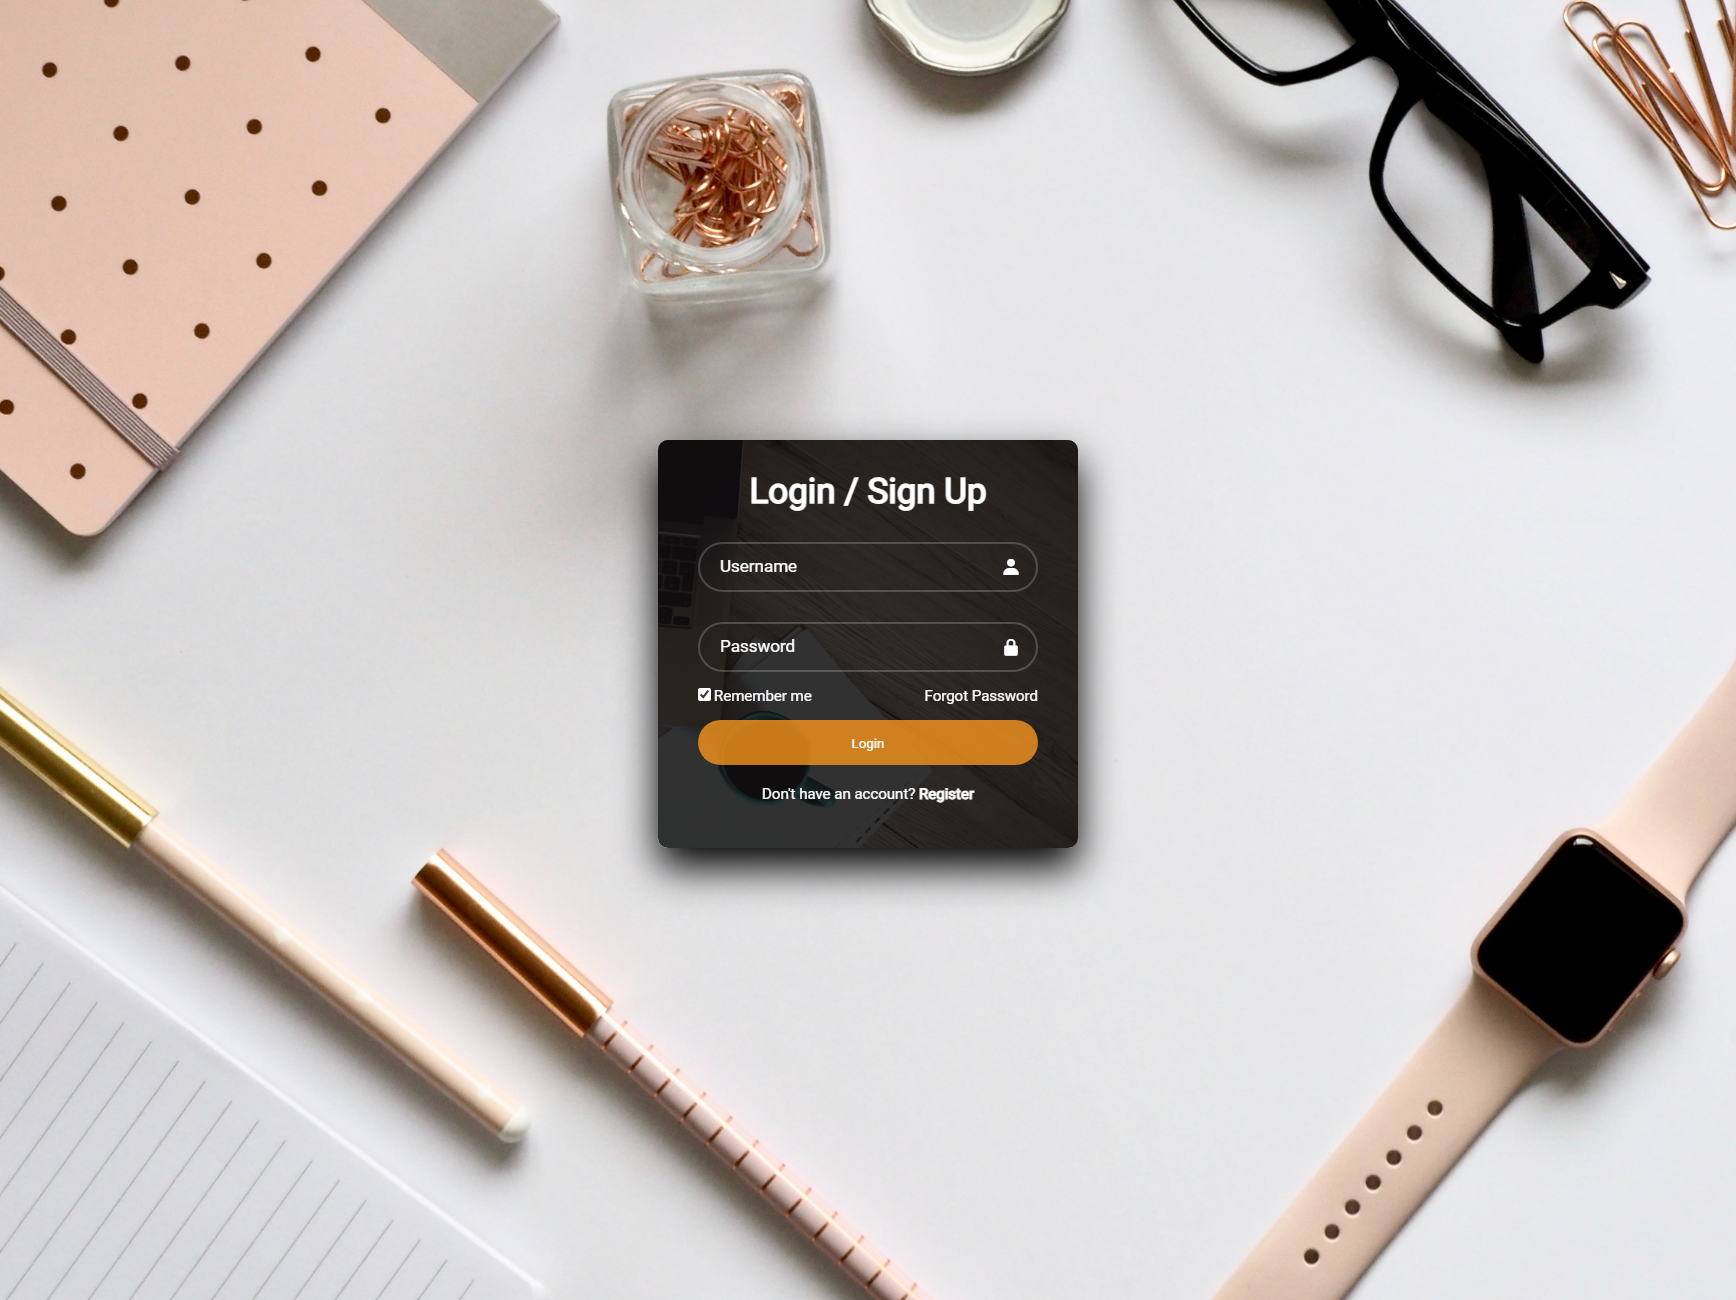 Login / Sign Up
Username
Password
Remember me
Forgot Password
Login
Don't have an account? Register